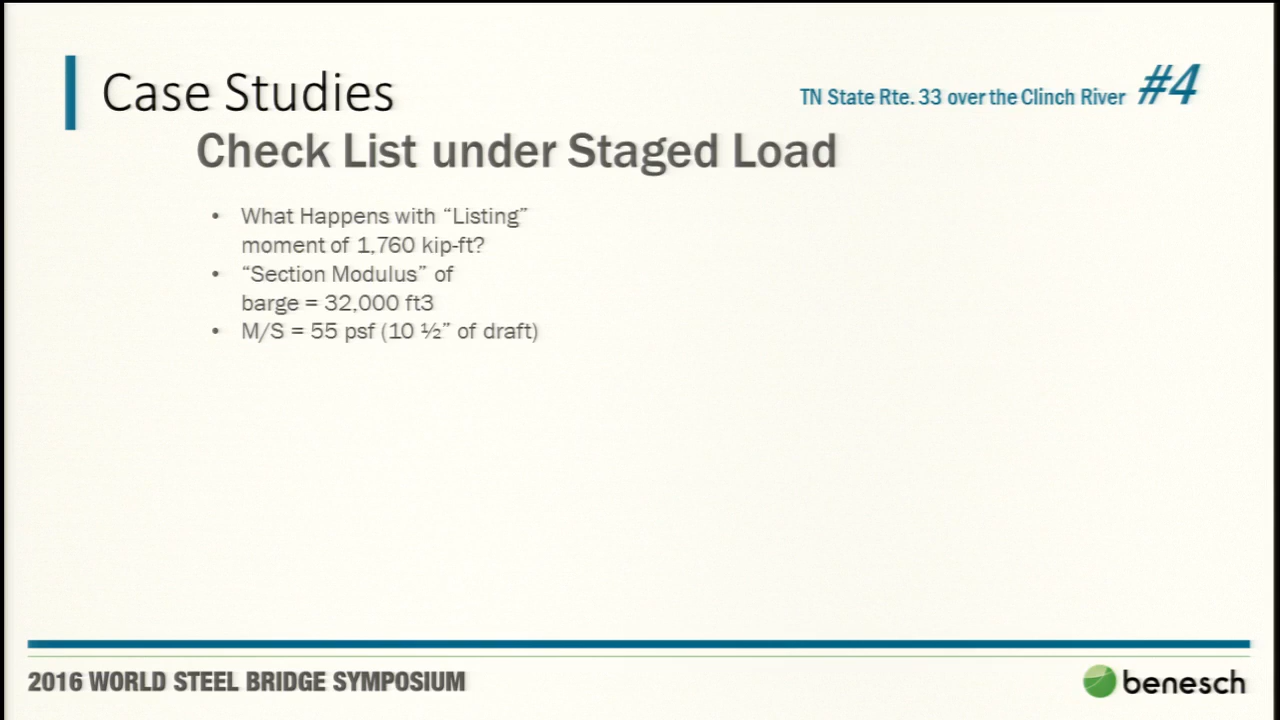 Case Studies
TN State Rte. 33 over the Clinch River #4
Check List under Staged Load
• What Happens with “Listing”
moment of 1,760 kip-ft?
• “Section Modulus” of
barge = 32,000 ft3
• M/S = 55 psf (10 ½” of draft)
2016 WORLD STEEL BRIDGE SYMPOSIUM
benesch